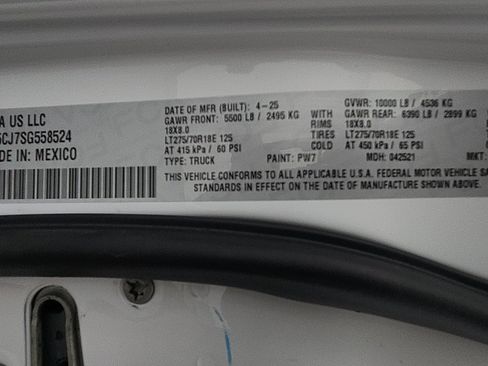 A US LLC
5CJ7SG558524
DE IN: MEXICO
DATE OF MFR (BUILT): 4-25
GAWR FRONT: 5500 LB / 2495 KG
18X8.0
LT275/70R18E 125
AT 415 kPa / 60 PSI
TYPE: TRUCK
PAINT: PW7
WITH
RIMS
TIRES
COLD
GVWR: 10000 LB / 4536 KG
GAWR REAR: 6390 LB / 2899 KG
18X8.0
LT275/70R18E 125
AT 450 kPa / 65 PSI
MDH: 042521
MKT:
THIS VEHICLE CONFORMS TO ALL APPLICABLE U.S.A. FEDERAL MOTOR VEHICLE SA
STANDARDS IN EFFECT ON THE DATE OF MANUFACTURE SHOWN ABOVE.